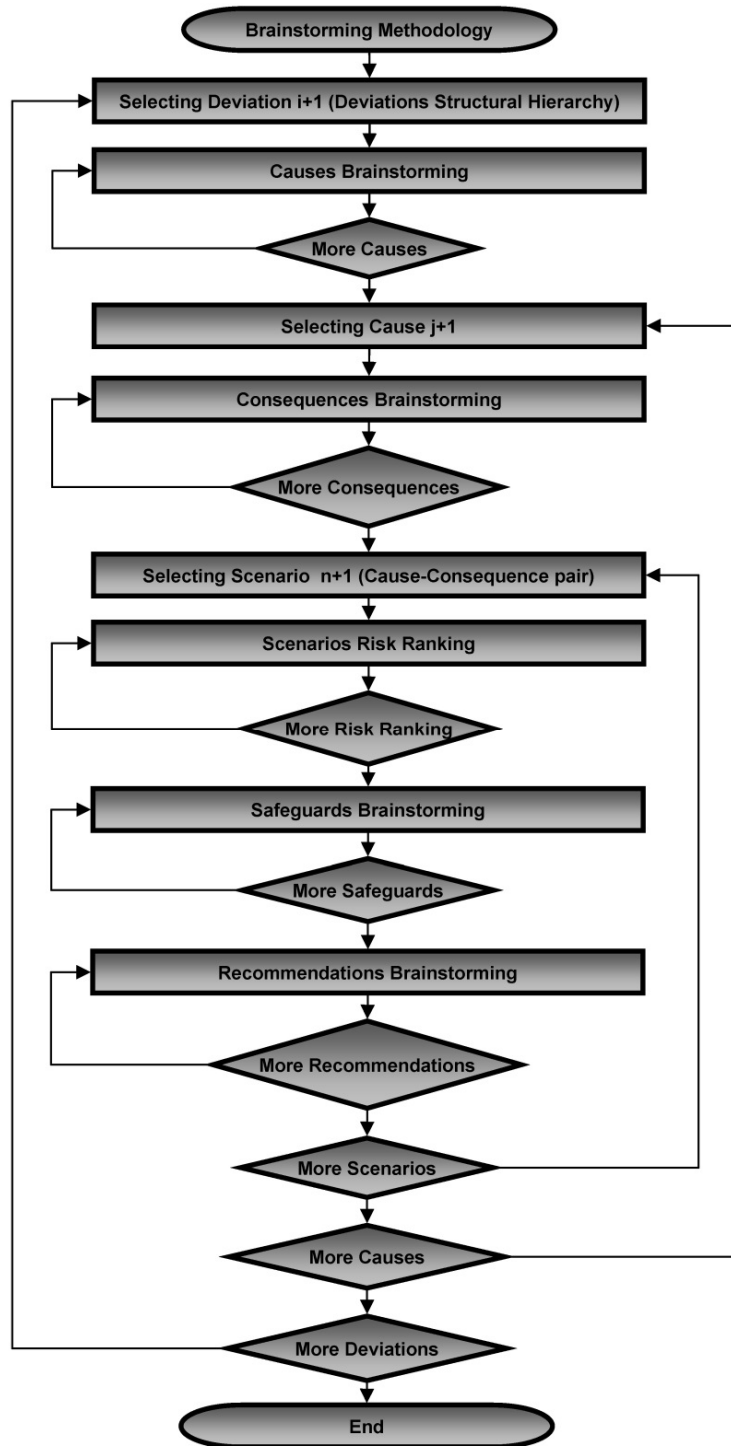 Brainstorming Methodology
Selecting Deviation i+1 (Deviations Structural Hierarchy)
Causes Brainstorming
More Causes
Selecting Cause j+1
Consequences Brainstorming
More Consequences
Selecting Scenario  n+1 (Cause-Consequence pair)
Scenarios Risk Ranking
More Risk Ranking
Safeguards Brainstorming
More Safeguards
Recommendations Brainstorming
More Recommendations
More Scenarios
More Causes
More Deviations
End